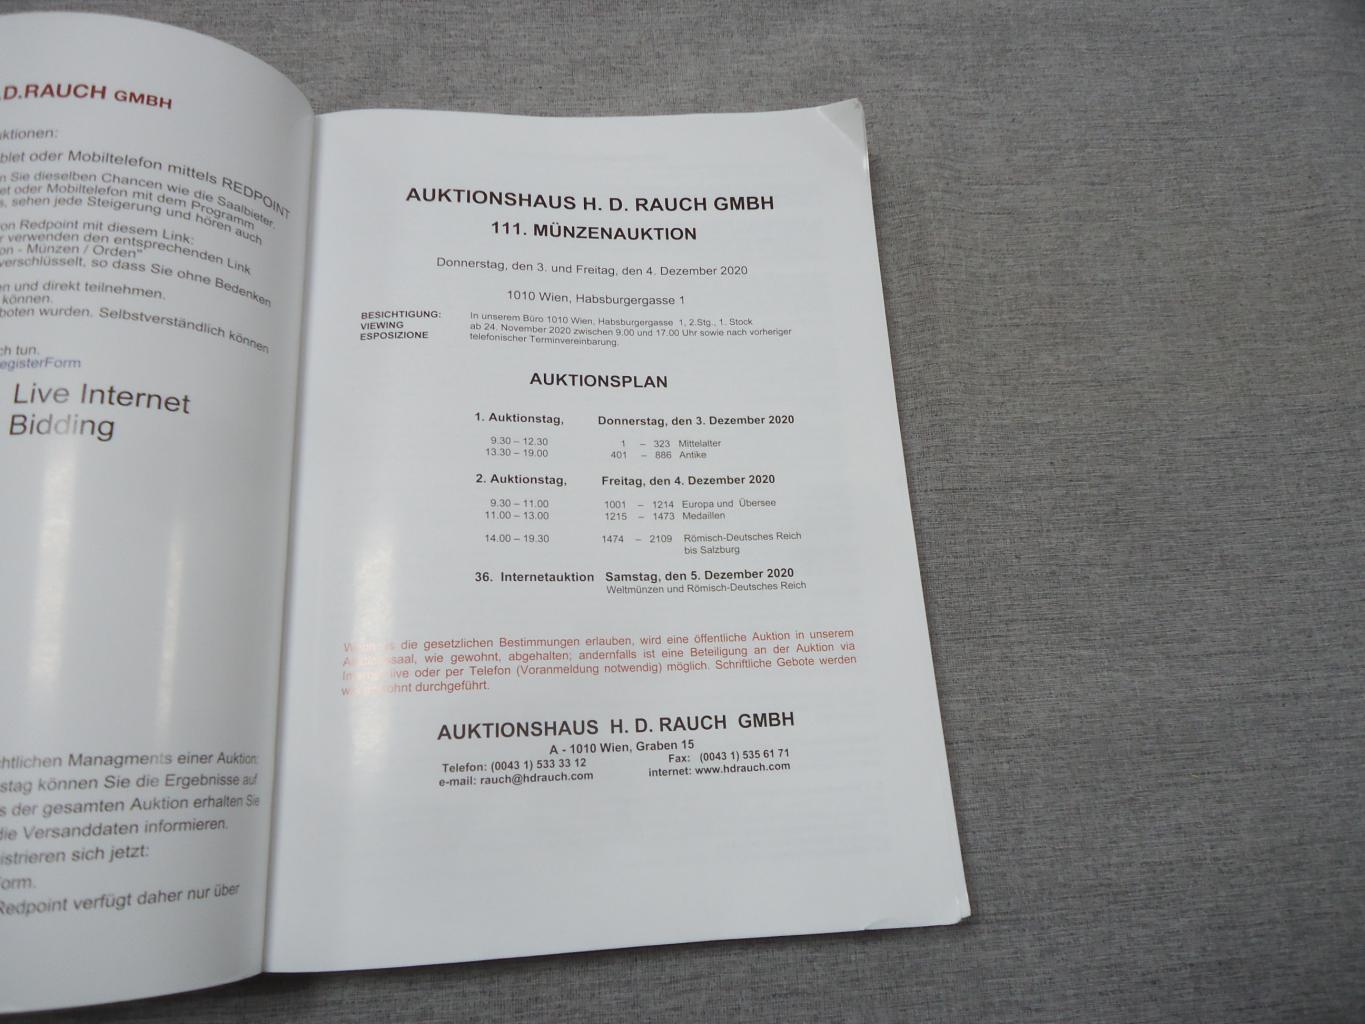 .D.RAUCH GMBH
uktionen:
blet oder Mobiltelefon mittels REDPOINT
n Sie dieselben Chancen wie die Saalbieter.
et oder Mobiltelefon mit dem Programm
s, sehen jede Steigerung und hören auch
on Redpoint mit diesem Link:
r verwenden den entsprechenden Link
on - Münzen / Orden"
verschlüsselt, so dass Sie ohne Bedenken
en und direkt teilnehmen.
können.
boten wurden. Selbstverständlich können
ch tun.
egisterForm
Live Internet
Bidding
chtlichen Managments einer Auktion:
stag können Sie die Ergebnisse auf
s der gesamten Auktion erhalten Sie
die Versanddaten informieren.
istrieren sich jetzt:
orm.
Redpoint verfügt daher nur über
AUKTIONSHAUS H. D. RAUCH GMBH
111. MÜNZENAUKTION
Donnerstag, den 3. und Freitag, den 4. Dezember 2020
1010 Wien, Habsburgergasse 1
BESICHTIGUNG: In unserem Büro 1010 Wien, Habsburgergasse 1, 2.Stg., 1. Stock
VIEWING ab 24. November 2020 zwischen 9.00 und 17.00 Uhr sowie nach vorheriger
ESPOSIZIONE telefonischer Terminvereinbarung.
AUKTIONSPLAN
1. Auktionstag, Donnerstag, den 3. Dezember 2020
9.30 – 12.30 1 – 323 Mittelalter
13.30 – 19.00 401 – 886 Antike
2. Auktionstag, Freitag, den 4. Dezember 2020
9.30 – 11.00 1001 – 1214 Europa und Übersee
11.00 – 13.00 1215 – 1473 Medaillen
14.00 – 19.30 1474 – 2109 Römisch-Deutsches Reich
bis Salzburg
36. Internetauktion Samstag, den 5. Dezember 2020
Weltmünzen und Römisch-Deutsches Reich
die gesetzlichen Bestimmungen erlauben, wird eine öffentliche Auktion in unserem
saal, wie gewohnt, abgehalten; andernfalls ist eine Beteiligung an der Auktion via
live oder per Telefon (Voranmeldung notwendig) möglich. Schriftliche Gebote werden
durchgeführt.
AUKTIONSHAUS H. D. RAUCH GMBH
A - 1010 Wien, Graben 15
Telefon: (0043 1) 533 33 12 Fax: (0043 1) 535 61 71
e-mail: rauch@hdrauch.com internet: www.hdrauch.com